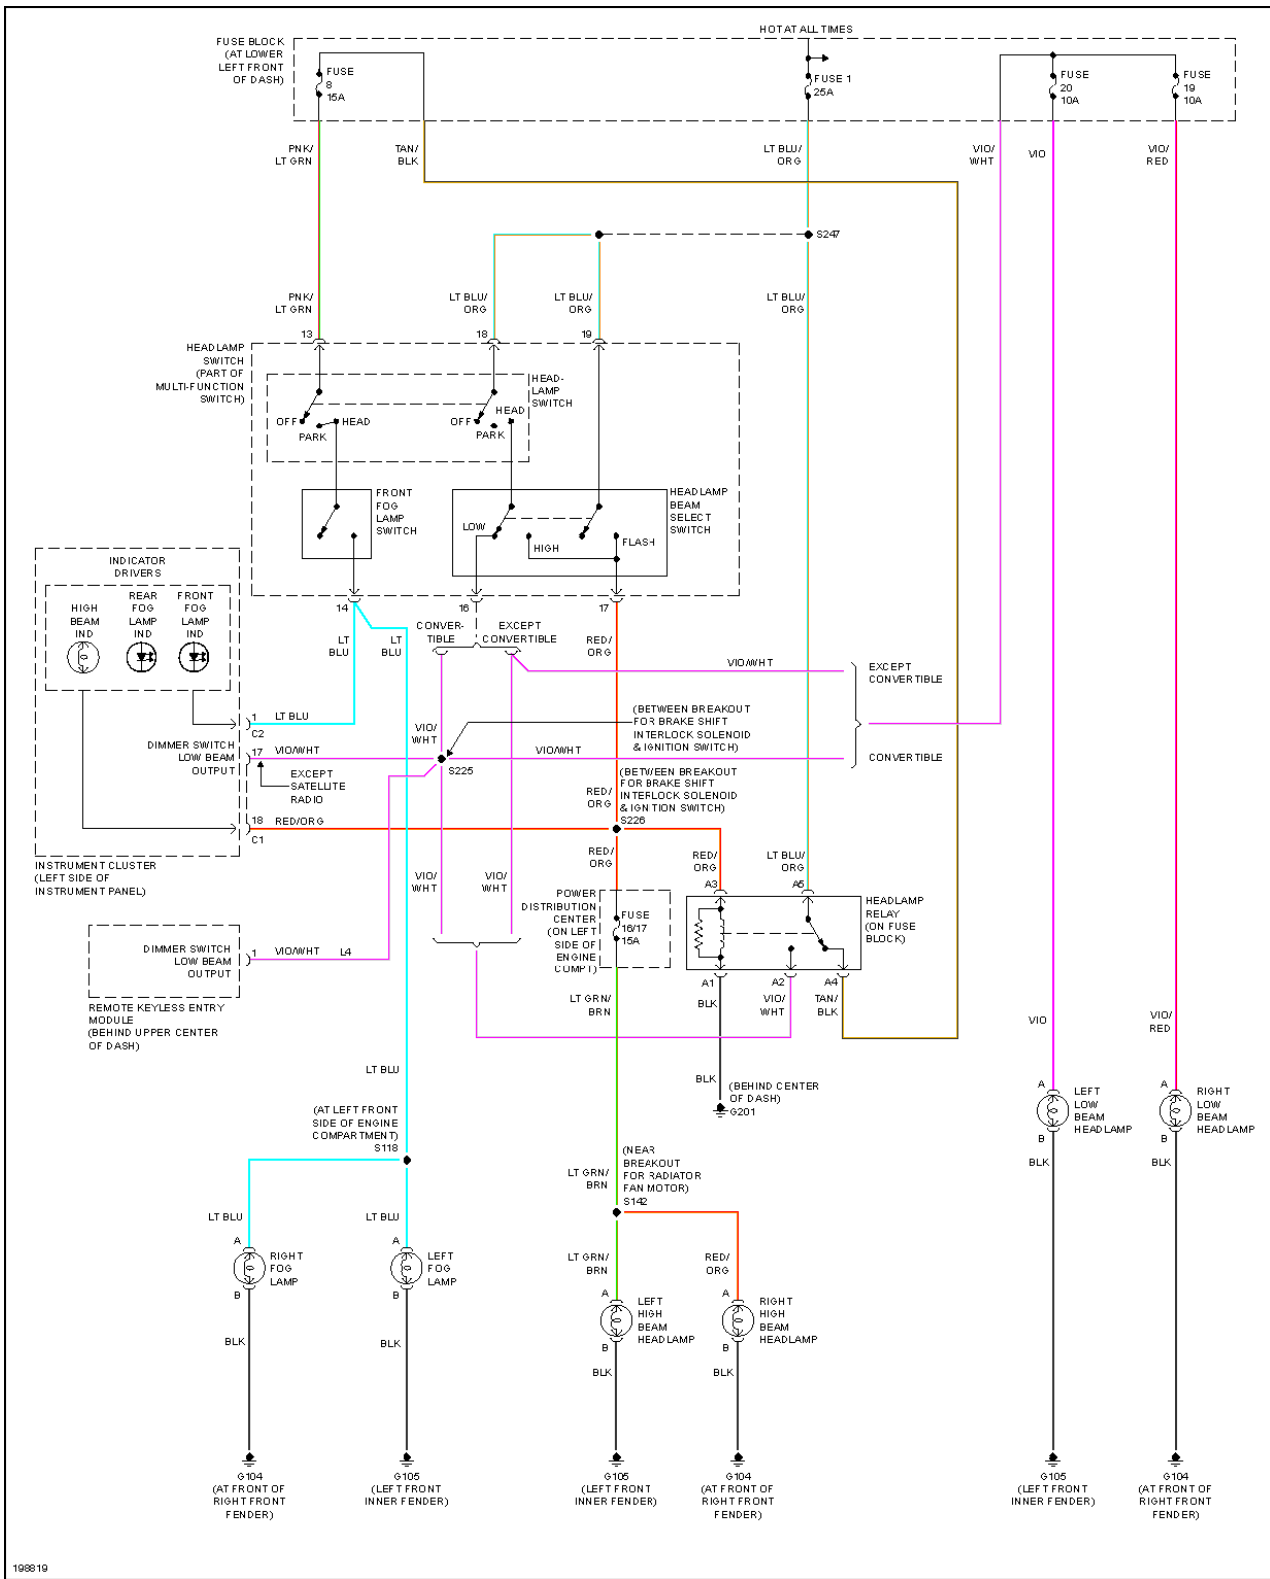 HOT AT ALL TIMES
FUSE BLOCK
(AT LOWER
LEFT FRONT
OF DASH)
FUSE
8
15A
FUSE 1
25A
FUSE
20
10A
FUSE
19
10A
PNK/
LT GRN
TAN/
BLK
LT BLU/
ORG
VIO/
WHT
VIO
VIO/
RED
S247
PNK/
LT GRN
LT BLU/
ORG
LT BLU/
ORG
LT BLU/
ORG
13
18
19
HEADLAMP
SWITCH
(PART OF
MULTI-FUNCTION
SWITCH)
HEAD-
LAMP
SWITCH
OFF
PARK
HEAD
OFF
PARK
HEAD
FRONT
FOG
LAMP
SWITCH
HEADLAMP
BEAM
SELECT
SWITCH
LOW
HIGH
FLASH
14
16
17
INDICATOR
DRIVERS
HIGH
BEAM
IND
REAR
FOG
LAMP
IND
FRONT
FOG
LAMP
IND
LT
BLU
LT
BLU
CONVER-
TIBLE
EXCEPT
CONVERTIBLE
RED/
ORG
VIO/WHT
EXCEPT
CONVERTIBLE
1
LT BLU
C2
VIO/
WHT
(BETWEEN BREAKOUT
FOR BRAKE SHIFT
INTERLOCK SOLENOID
& IGNITION SWITCH)
DIMMER SWITCH
LOW BEAM
OUTPUT
17
VIO/WHT
VIO/WHT
CONVERTIBLE
S225
EXCEPT
SATELLITE
RADIO
(BETWEEN BREAKOUT
FOR BRAKE SHIFT
INTERLOCK SOLENOID
& IGNITION SWITCH)
RED/
ORG
S226
18
RED/ORG
C1
INSTRUMENT CLUSTER
(LEFT SIDE OF
INSTRUMENT PANEL)
VIO/
WHT
VIO/
WHT
RED/
ORG
RED/
ORG
LT BLU/
ORG
A3
A5
POWER
DISTRIBUTION
CENTER
(ON LEFT
SIDE OF
ENGINE
COMPT)
FUSE
16/17
15A
HEADLAMP
RELAY
(ON FUSE
BLOCK)
DIMMER SWITCH
LOW BEAM
OUTPUT
1
VIO/WHT
L4
REMOTE KEYLESS ENTRY
MODULE
(BEHIND UPPER CENTER
OF DASH)
A1
A2
A4
LT GRN/
BRN
BLK
VIO/
WHT
TAN/
BLK
VIO
VIO/
RED
LT BLU
BLK
(BEHIND CENTER
OF DASH)
G201
A
LEFT
LOW
BEAM
HEADLAMP
B
A
RIGHT
LOW
BEAM
HEADLAMP
B
(AT LEFT FRONT
SIDE OF ENGINE
COMPARTMENT)
S118
(NEAR
BREAKOUT
FOR RADIATOR
FAN MOTOR)
S142
LT GRN/
BRN
BLK
BLK
LT BLU
LT BLU
A
RIGHT
FOG
LAMP
B
A
LEFT
FOG
LAMP
B
LT GRN/
BRN
RED/
ORG
A
LEFT
HIGH
BEAM
HEADLAMP
B
A
RIGHT
HIGH
BEAM
HEADLAMP
B
BLK
BLK
BLK
BLK
G104
(AT FRONT OF
RIGHT FRONT
FENDER)
G105
(LEFT FRONT
INNER FENDER)
G105
(LEFT FRONT
INNER FENDER)
G104
(AT FRONT OF
RIGHT FRONT
FENDER)
G105
(LEFT FRONT
INNER FENDER)
G104
(AT FRONT OF
RIGHT FRONT
FENDER)
198819